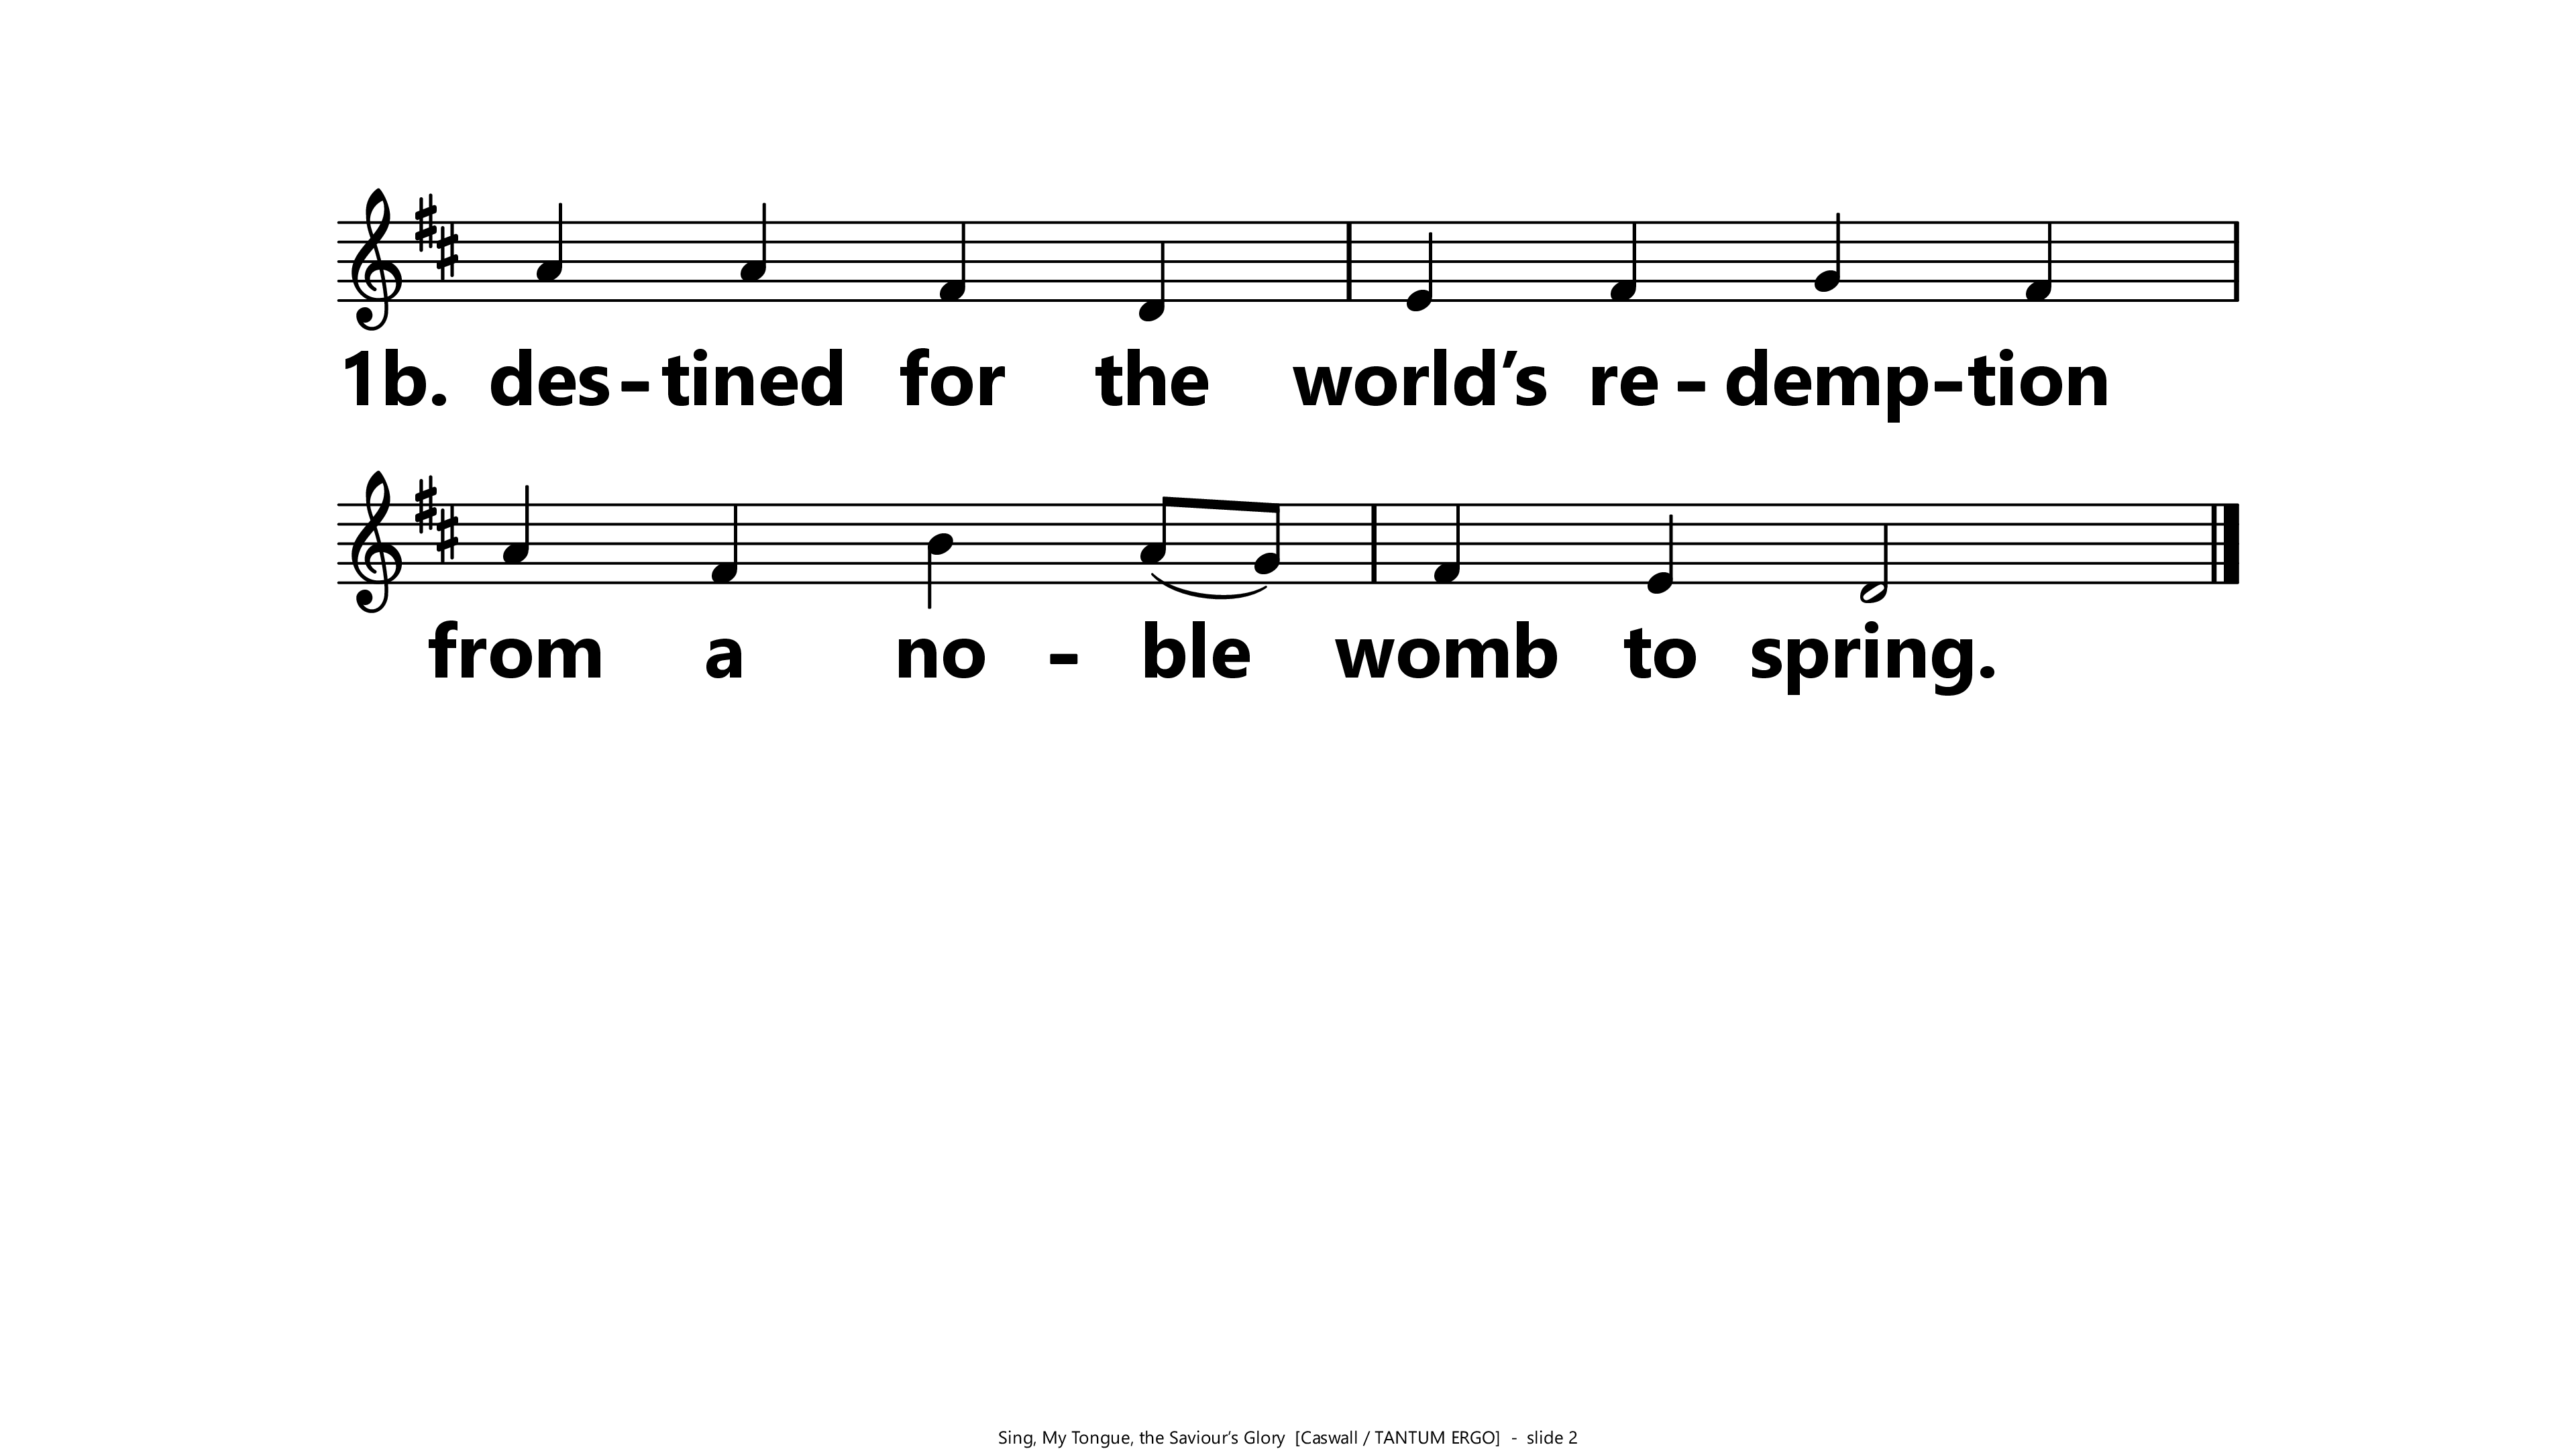 1b. des-tined for the world’s re-demp-tion
from a no-ble womb to spring.
Sing, My Tongue, the Saviour’s Glory [Caswall / TANTUM ERGO] - slide 2